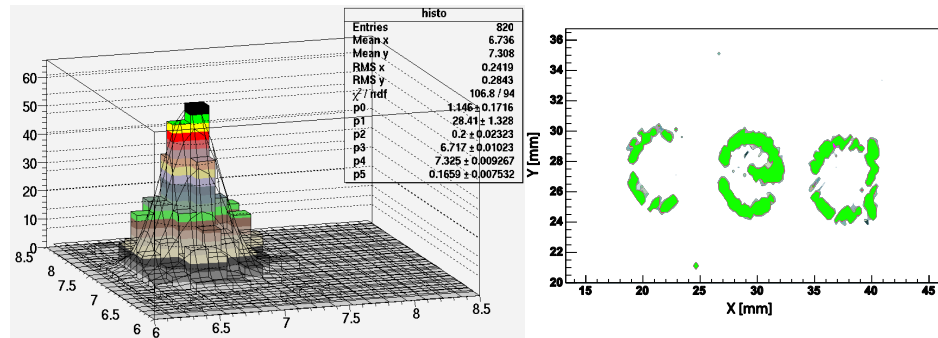 histo
Entries 820
Mean x 6.736
Mean y 7.308
RMS x 0.2419
RMS y 0.2843
χ² / ndf 106.8 / 94
p0 1.146 ± 0.1716
p1 28.41 ± 1.328
p2 0.2 ± 0.02323
p3 6.717 ± 0.01023
p4 7.325 ± 0.009267
p5 0.1659 ± 0.007532
60
50
40
30
20
10
0
8.5
8
7.5
7
6.5
6
6
6.5
7
7.5
8
8.5
Y [mm]
36
34
32
30
28
26
24
22
20
cea
15 20 25 30 35 40 45
X [mm]